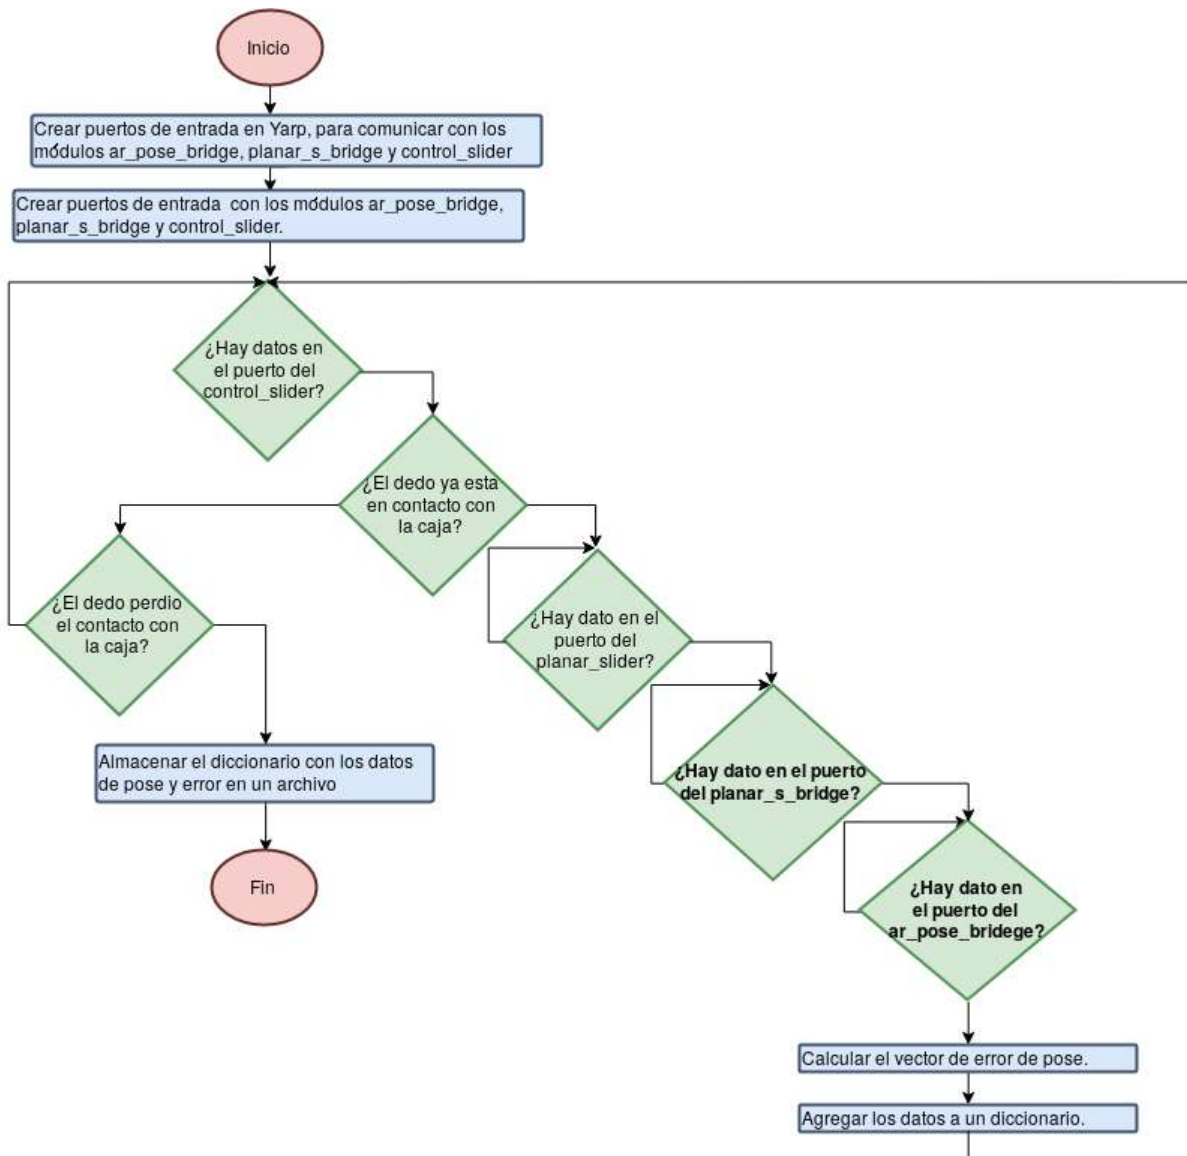 Inicio
Crear puertos de entrada en Yarp, para comunicar con los
módulos ar_pose_bridge, planar_s_bridge y control_slider
Crear puertos de entrada con los módulos ar_pose_bridge,
planar_s_bridge y control_slider.
¿Hay datos en
el puerto del
control_slider?
¿El dedo ya esta
en contacto con
la caja?
¿El dedo perdio
el contacto con
la caja?
¿Hay dato en el
puerto del
planar_slider?
Almacenar el diccionario con los datos
de pose y error en un archivo
¿Hay dato en el puerto
del planar_s_bridge?
Fin
¿Hay dato en
el puerto del
ar_pose_bridege?
Calcular el vector de error de pose.
Agregar los datos a un diccionario.